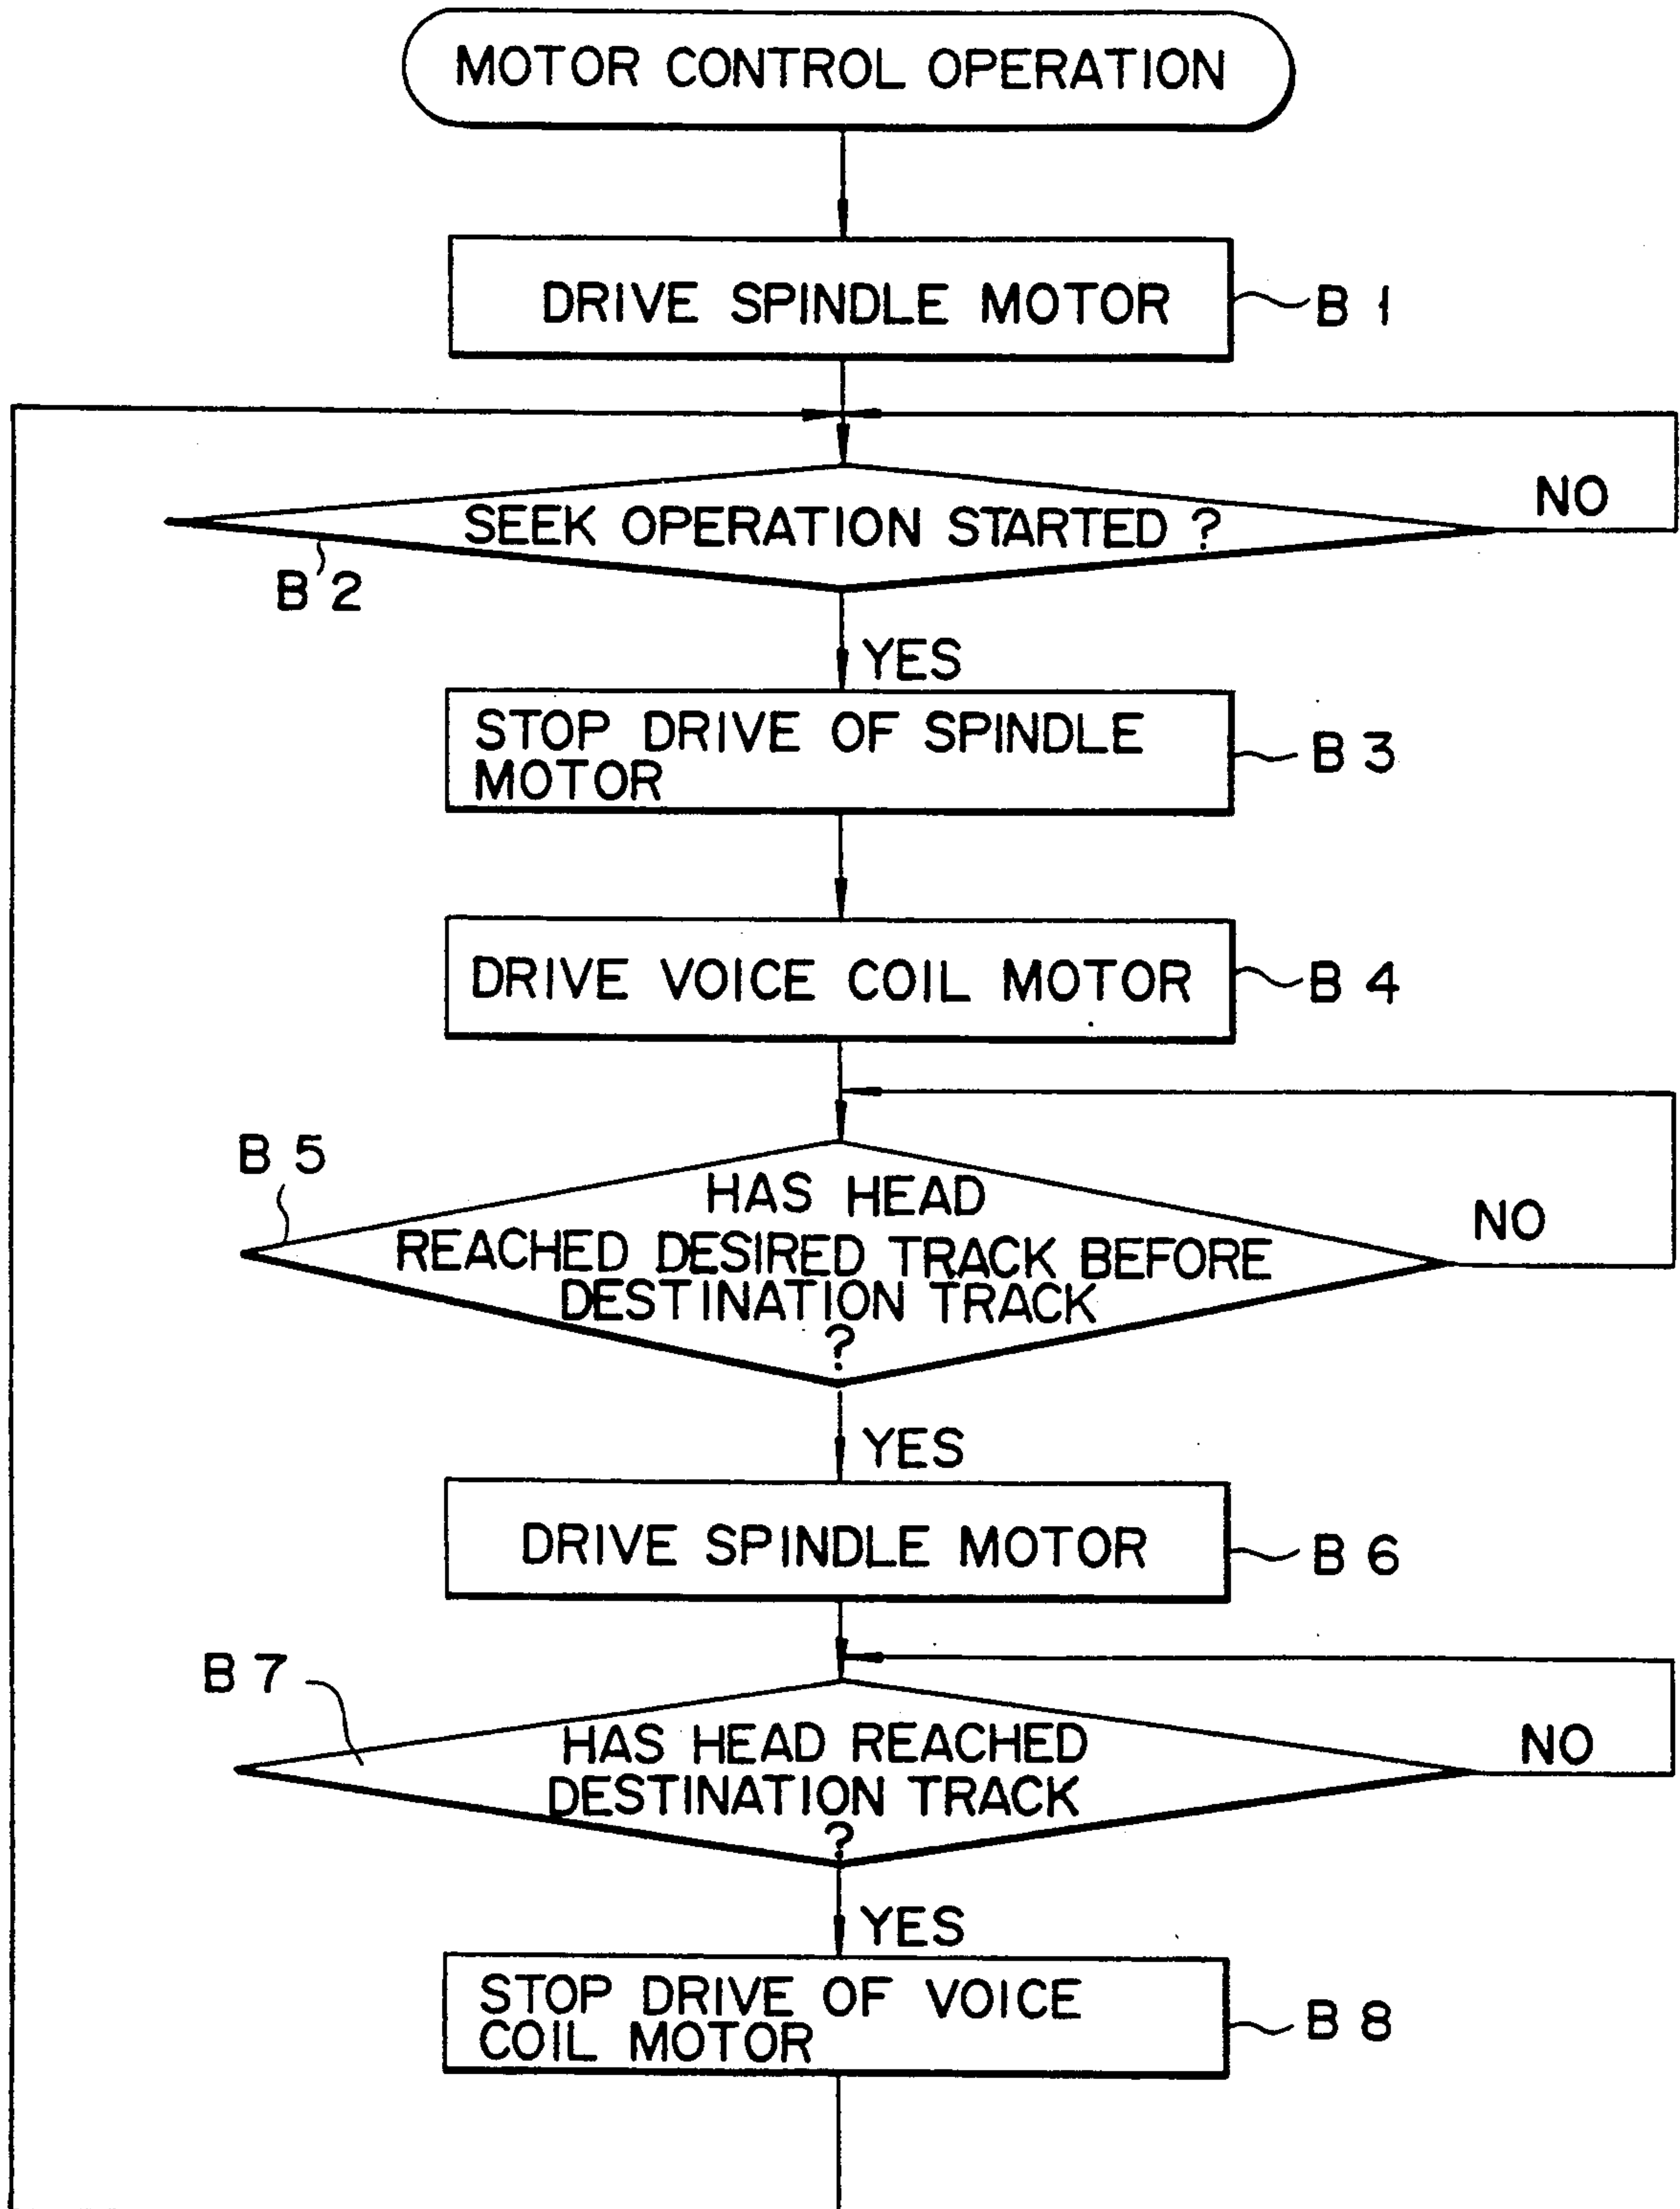 MOTOR CONTROL OPERATION
DRIVE SPINDLE MOTOR
B 1
NO
SEEK OPERATION STARTED ?
B 2
YES
STOP DRIVE OF SPINDLE
MOTOR
B 3
DRIVE VOICE COIL MOTOR
B 4
B 5
HAS HEAD
REACHED DESIRED TRACK BEFORE
DESTINATION TRACK
?
NO
YES
DRIVE SPINDLE MOTOR
B 6
B 7
HAS HEAD REACHED
DESTINATION TRACK
?
NO
YES
STOP DRIVE OF VOICE
COIL MOTOR
B 8